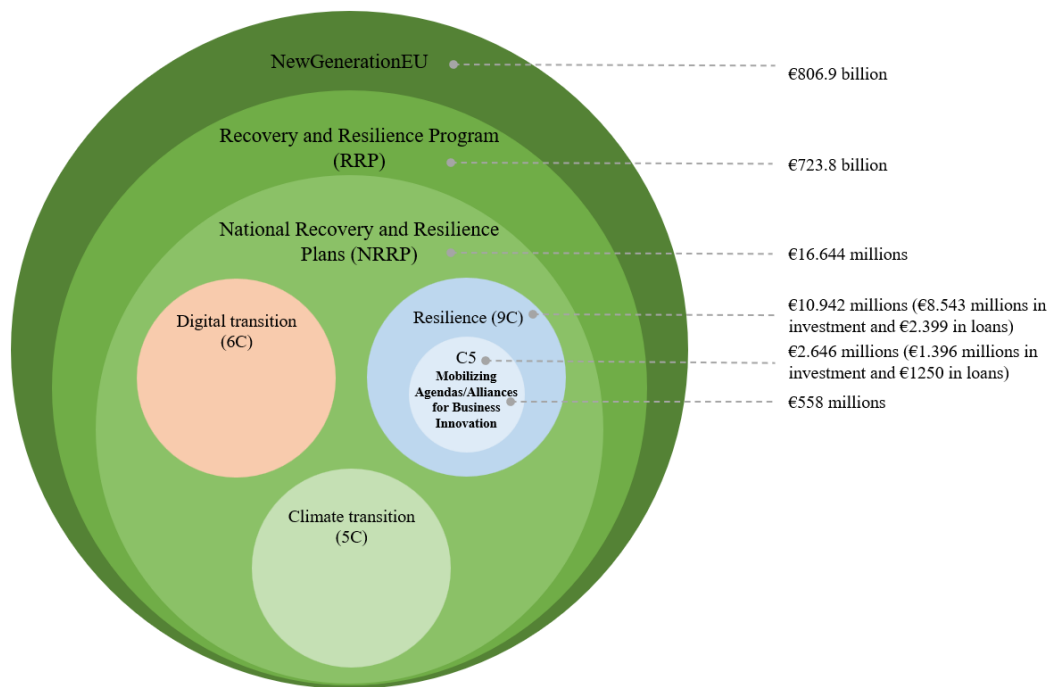 NewGenerationEU
€806.9 billion
Recovery and Resilience Program
(RRP)
€723.8 billion
National Recovery and Resilience
Plans (NRRP)
€16.644 millions
Digital transition
(6C)
Resilience (9C)
€10.942 millions (€8.543 millions in
investment and €2.399 in loans)
C5
€2.646 millions (€1.396 millions in
investment and €1250 in loans)
Mobilizing
Agendas/Alliances
for Business
Innovation
€558 millions
Climate transition
(5C)